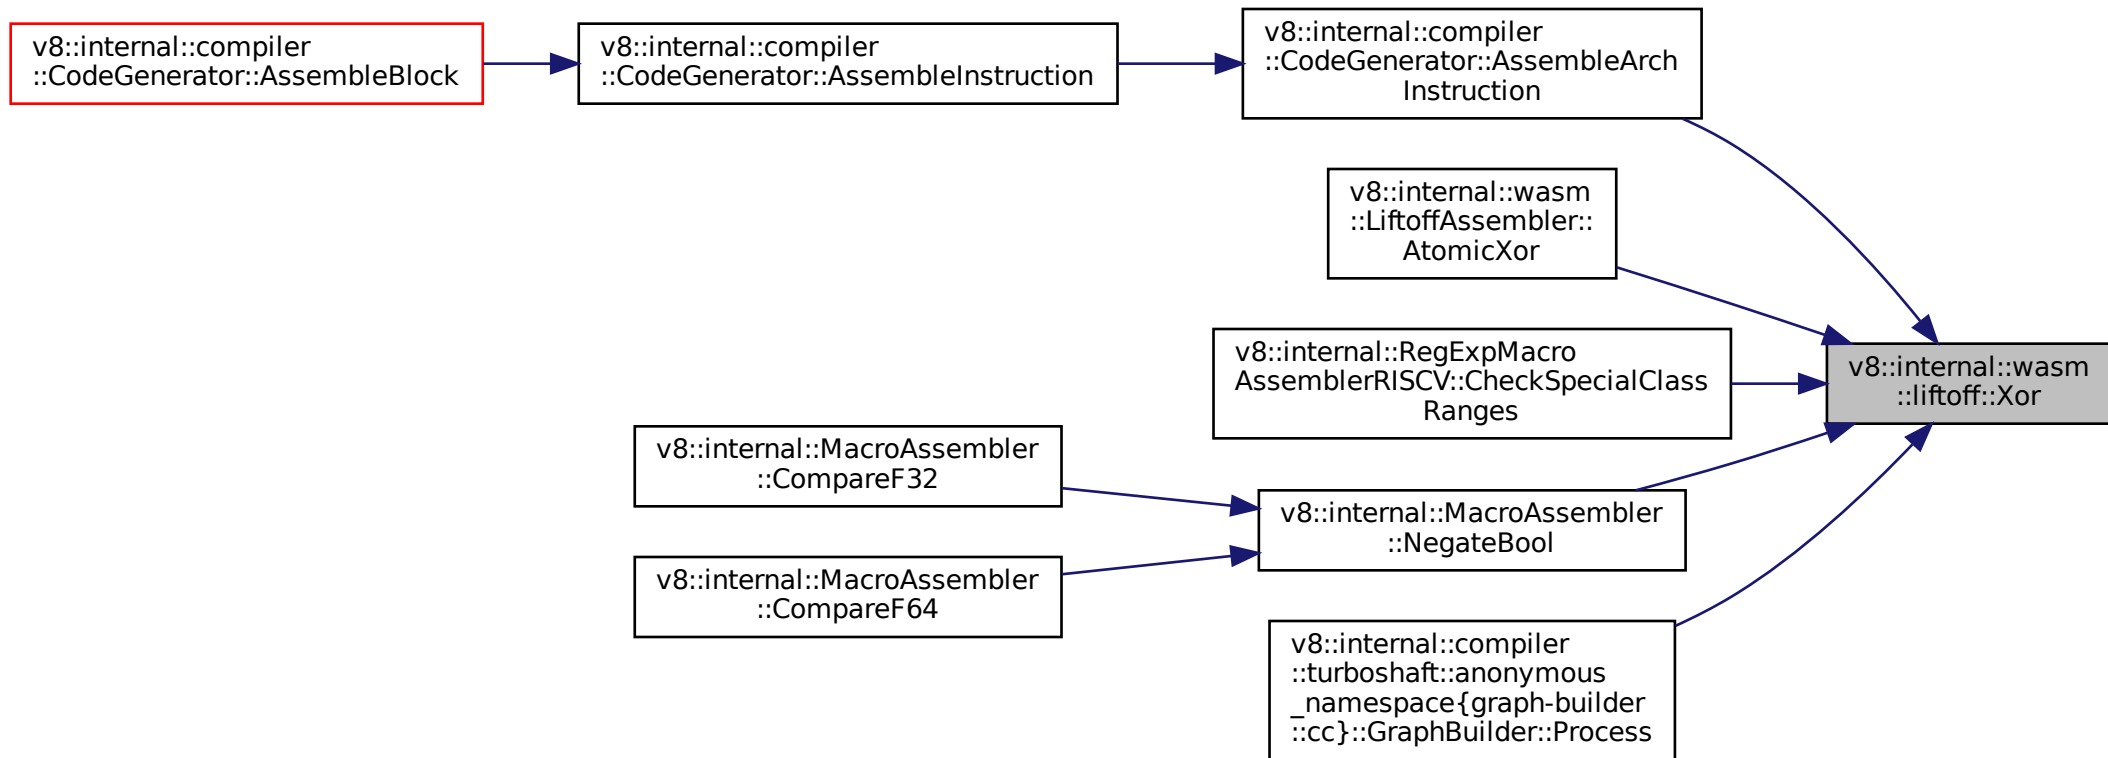 v8::internal::compiler
::CodeGenerator::AssembleBlock
v8::internal::compiler
::CodeGenerator::AssembleInstruction
v8::internal::compiler
::CodeGenerator::AssembleArch
Instruction
v8::internal::wasm
::LiftoffAssembler::
AtomicXor
v8::internal::RegExpMacro
AssemblerRISCV::CheckSpecialClass
Ranges
v8::internal::wasm
::liftoff::Xor
v8::internal::MacroAssembler
::CompareF32
v8::internal::MacroAssembler
::NegateBool
v8::internal::MacroAssembler
::CompareF64
v8::internal::compiler
::turboshaft::anonymous
_namespace{graph-builder
::cc}::GraphBuilder::Process